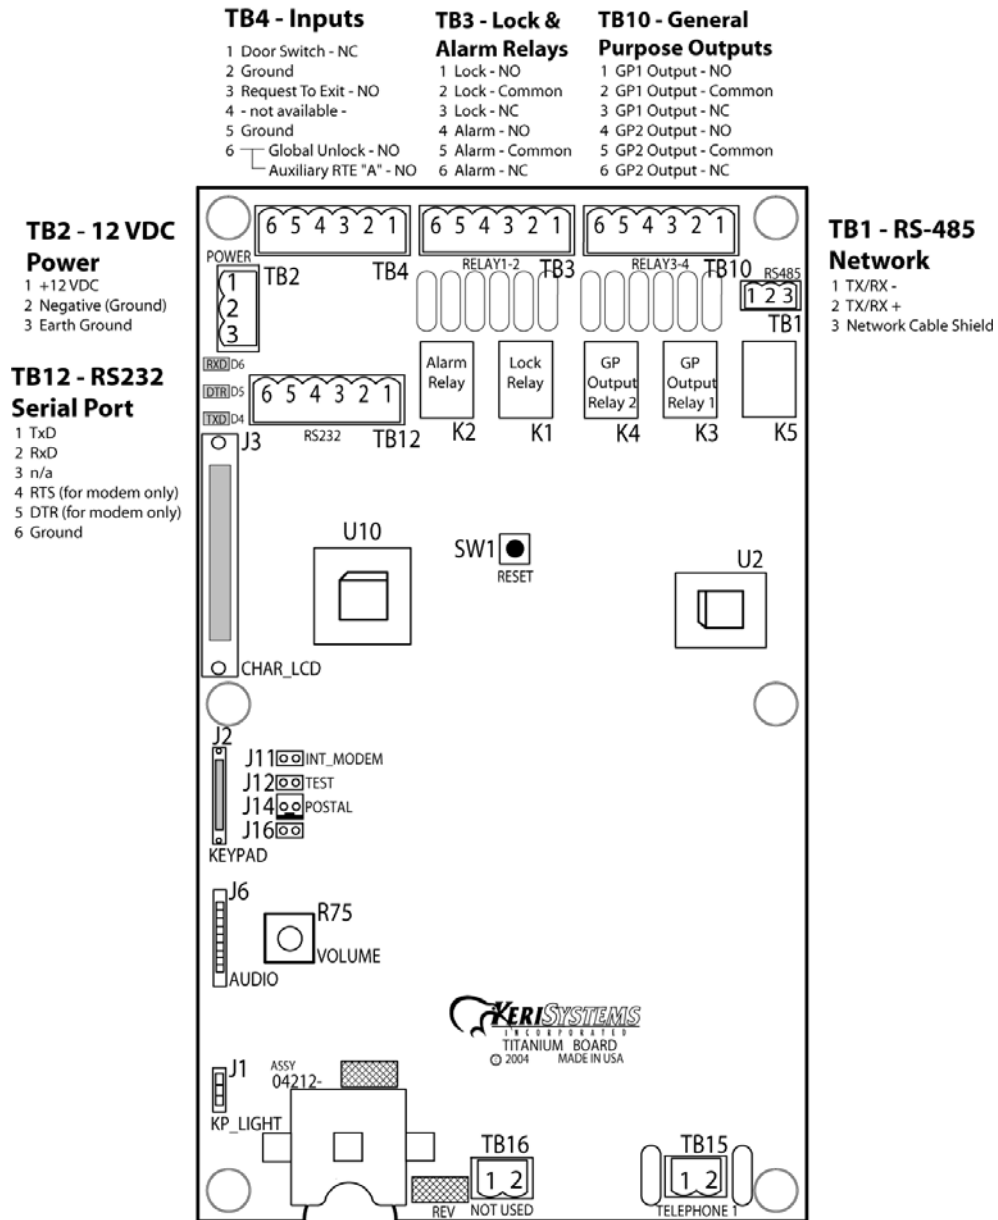 TB4 - Inputs
1 Door Switch - NC
2 Ground
3 Request To Exit - NO
4 - not available -
5 Ground
6 Global Unlock - NO
Auxiliary RTE "A" - NO
TB3 - Lock &
Alarm Relays
1 Lock - NO
2 Lock - Common
3 Lock - NC
4 Alarm - NO
5 Alarm - Common
6 Alarm - NC
TB10 - General
Purpose Outputs
1 GP1 Output - NO
2 GP1 Output - Common
3 GP1 Output - NC
4 GP2 Output - NO
5 GP2 Output - Common
6 GP2 Output - NC
TB2 - 12 VDC
Power
1 +12 VDC
2 Negative (Ground)
3 Earth Ground
TB12 - RS232
Serial Port
1 TxD
2 RxD
3 n/a
4 RTS (for modem only)
5 DTR (for modem only)
6 Ground
TB1 - RS-485
Network
1 TX/RX -
2 TX/RX +
3 Network Cable Shield
6 5 4 3 2 1
TB4
6 5 4 3 2 1
RELAY1-2
TB3
6 5 4 3 2 1
RELAY3-4
TB10
POWER
1
2
3
TB2
RS485
1 2 3
TB1
RXD D6
DTR D5
TXD D4
6 5 4 3 2 1
RS232
TB12
Alarm
Relay
K2
Lock
Relay
K1
GP
Output
Relay 2
K4
GP
Output
Relay 1
K3
K5
J3
CHAR_LCD
U10
SW1
RESET
U2
J2
KEYPAD
J11 INT_MODEM
J12 TEST
J14 POSTAL
J16
J6
AUDIO
R75
VOLUME
KERISYSTEMS
INCORPORATED
TITANIUM BOARD
© 2004 MADE IN USA
J1
KP_LIGHT
ASSY
04212-
REV
TB16
1 2
NOT USED
TB15
1 2
TELEPHONE 1